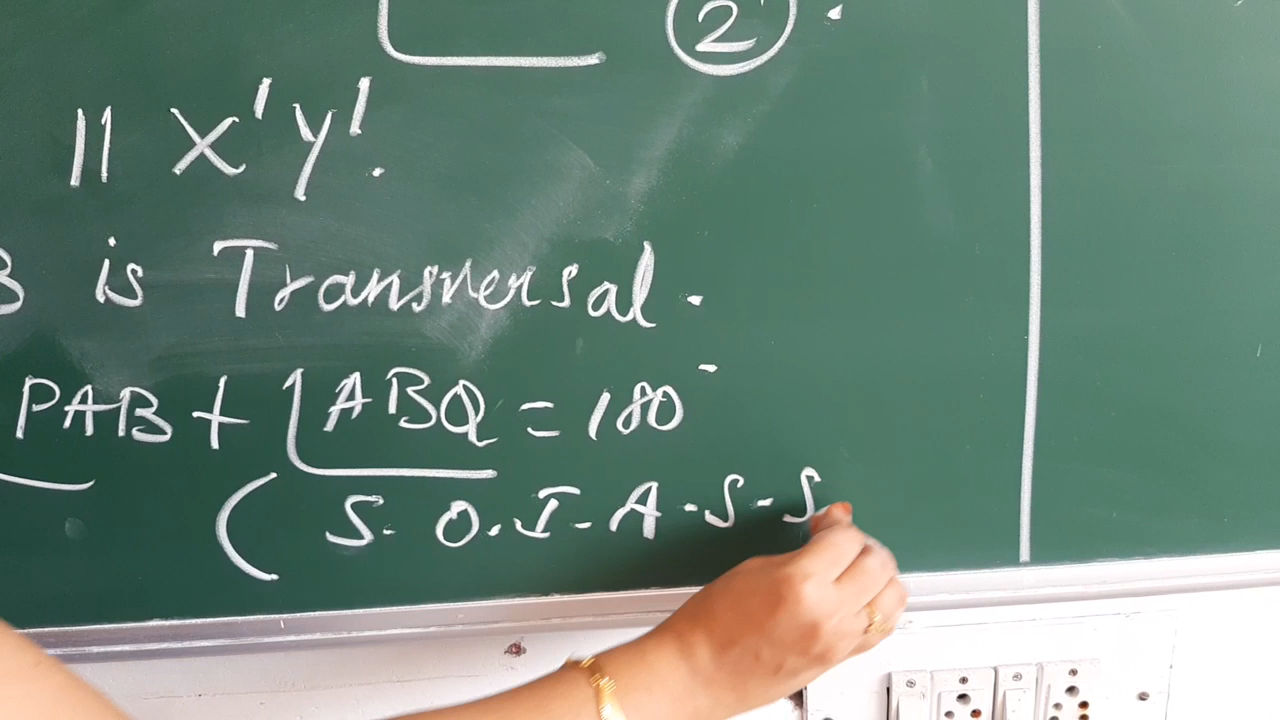 2
|| X'Y'.
B is Transversal.
PAB + ∠ABQ = 180°
( S. O. I - A - S - S